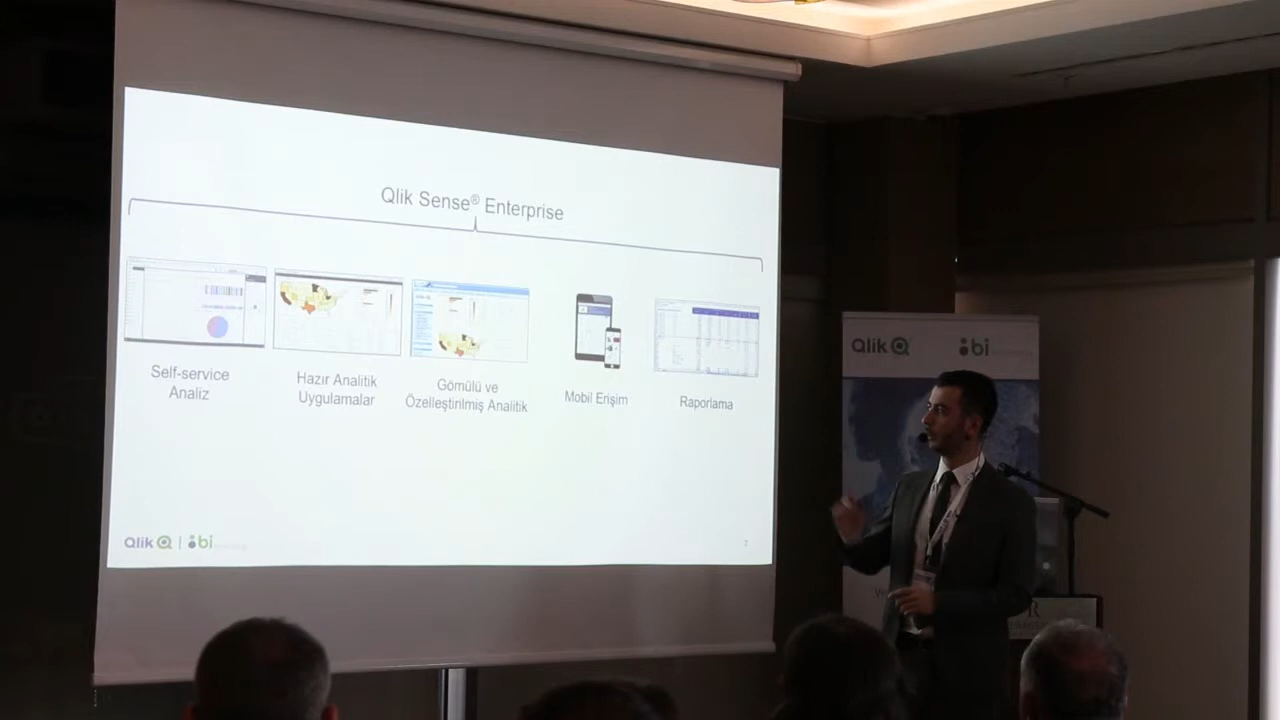 Qlik Sense® Enterprise
Self-service
Analiz
Hazır Analitik
Uygulamalar
Gömülü ve
Özelleştirilmiş Analitik
Mobil Erişim
Raporlama
Qlik
bi
7
Qlik
bi
R